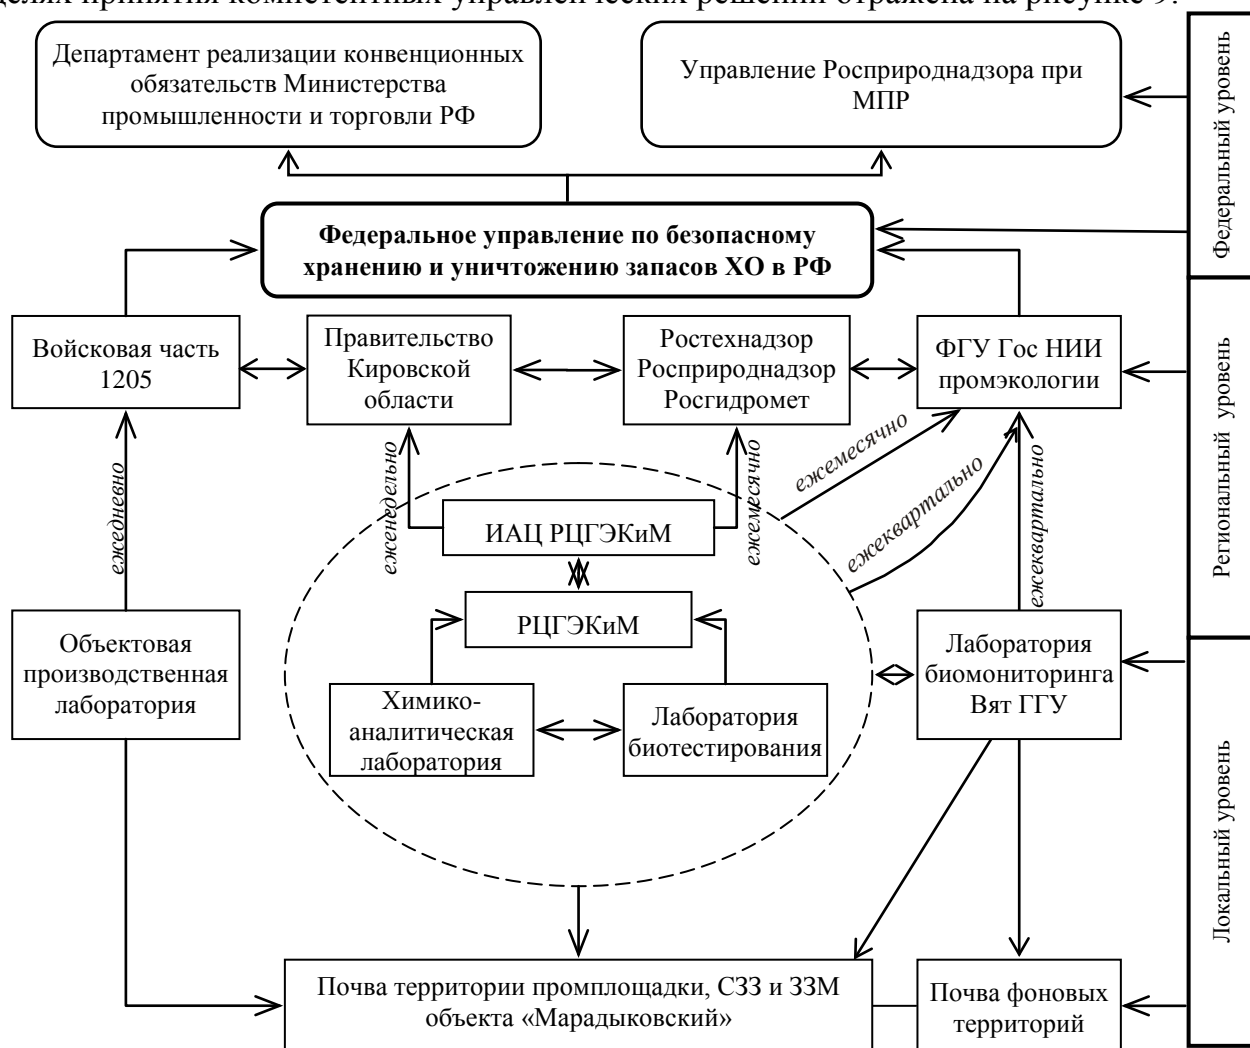 целях принятия компетентных управленческих решений отражена на рисунке 9.
Департамент реализации конвенционных
обязательств Министерства
промышленности и торговли РФ
Управление Росприроднадзора при
МПР
Федеральный уровень
Федеральное управление по безопасному
хранению и уничтожению запасов ХО в РФ
Войсковая часть
1205
Правительство
Кировской
области
Ростехнадзор
Росприроднадзор
Росгидромет
ФГУ Гос НИИ
промэкологии
Региональный уровень
ежедневно
еженедельно
ежемесячно
ежемесячно
ежеквартально
ежеквартально
ИАЦ РЦГЭКиМ
РЦГЭКиМ
Объектовая
производственная
лаборатория
Химико-
аналитическая
лаборатория
Лаборатория
биотестирования
Лаборатория
биомониторинга
Вят ГГУ
Локальный уровень
Почва территории промплощадки, СЗЗ и ЗЗМ
объекта «Марадыковский»
Почва фоновых
территорий